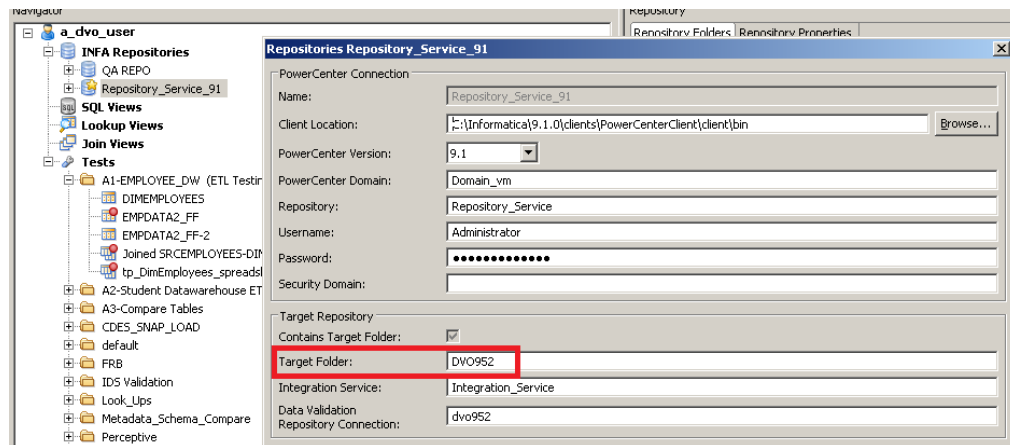 Navigator
Repository
a_dvo_user
Repository Folders Repository Properties
INFA Repositories
QA REPO
Repository_Service_91
SQL Views
Lookup Views
Join Views
Tests
A1-EMPLOYEE_DW (ETL Testin
DIMEMPLOYEES
EMPDATA2_FF
EMPDATA2_FF-2
Joined SRCEMPLOYEES-DIM
tp_DimEmployees_spreadsh
A2-Student Datawarehouse ET
A3-Compare Tables
CDES_SNAP_LOAD
default
FRB
IDS Validation
Look_Ups
Metadata_Schema_Compare
Perceptive
Repositories Repository_Service_91
PowerCenter Connection
Name: Repository_Service_91
Client Location: C:\Informatica\9.1.0\clients\PowerCenterClient\client\bin Browse...
PowerCenter Version: 9.1
PowerCenter Domain: Domain_vm
Repository: Repository_Service
Username: Administrator
Password: ●●●●●●●●●●●●●
Security Domain:
Target Repository
Contains Target Folder:
Target Folder: DVO952
Integration Service: Integration_Service
Data Validation
Repository Connection: dvo952